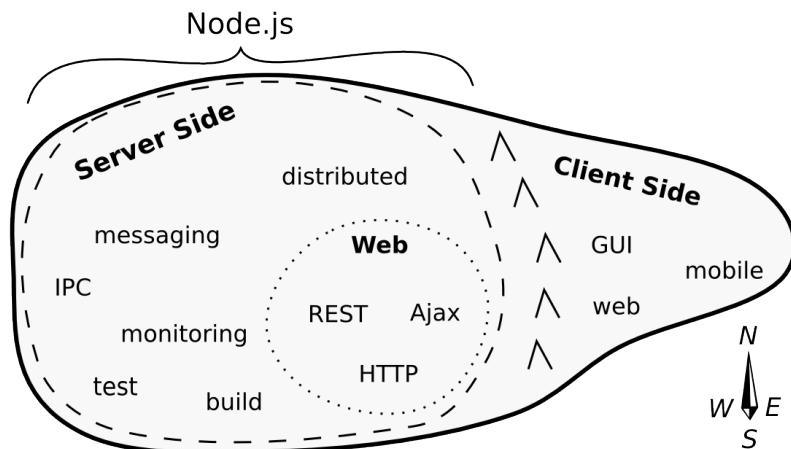 Node.js
Server Side
Client Side
distributed
messaging
Web
GUI
mobile
IPC
REST
Ajax
web
monitoring
HTTP
test
build
N
W
E
S